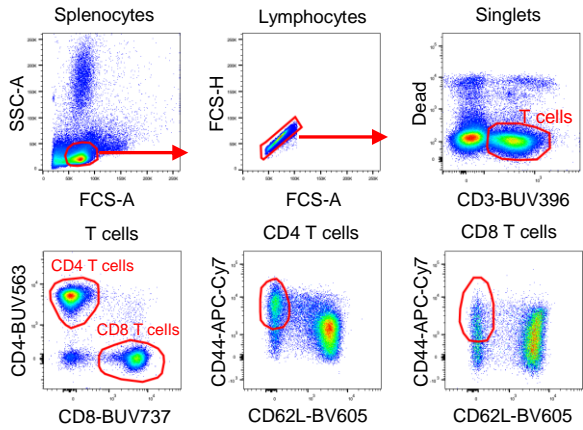 Splenocytes
Lymphocytes
Singlets
SSC-A
FCS-A
FCS-H
FCS-A
Dead
T cells
CD3-BUV396
T cells
CD4 T cells
CD8 T cells
CD4-BUV563
CD4 T cells
CD8 T cells
CD8-BUV737
CD44-APC-Cy7
CD62L-BV605
CD44-APC-Cy7
CD62L-BV605